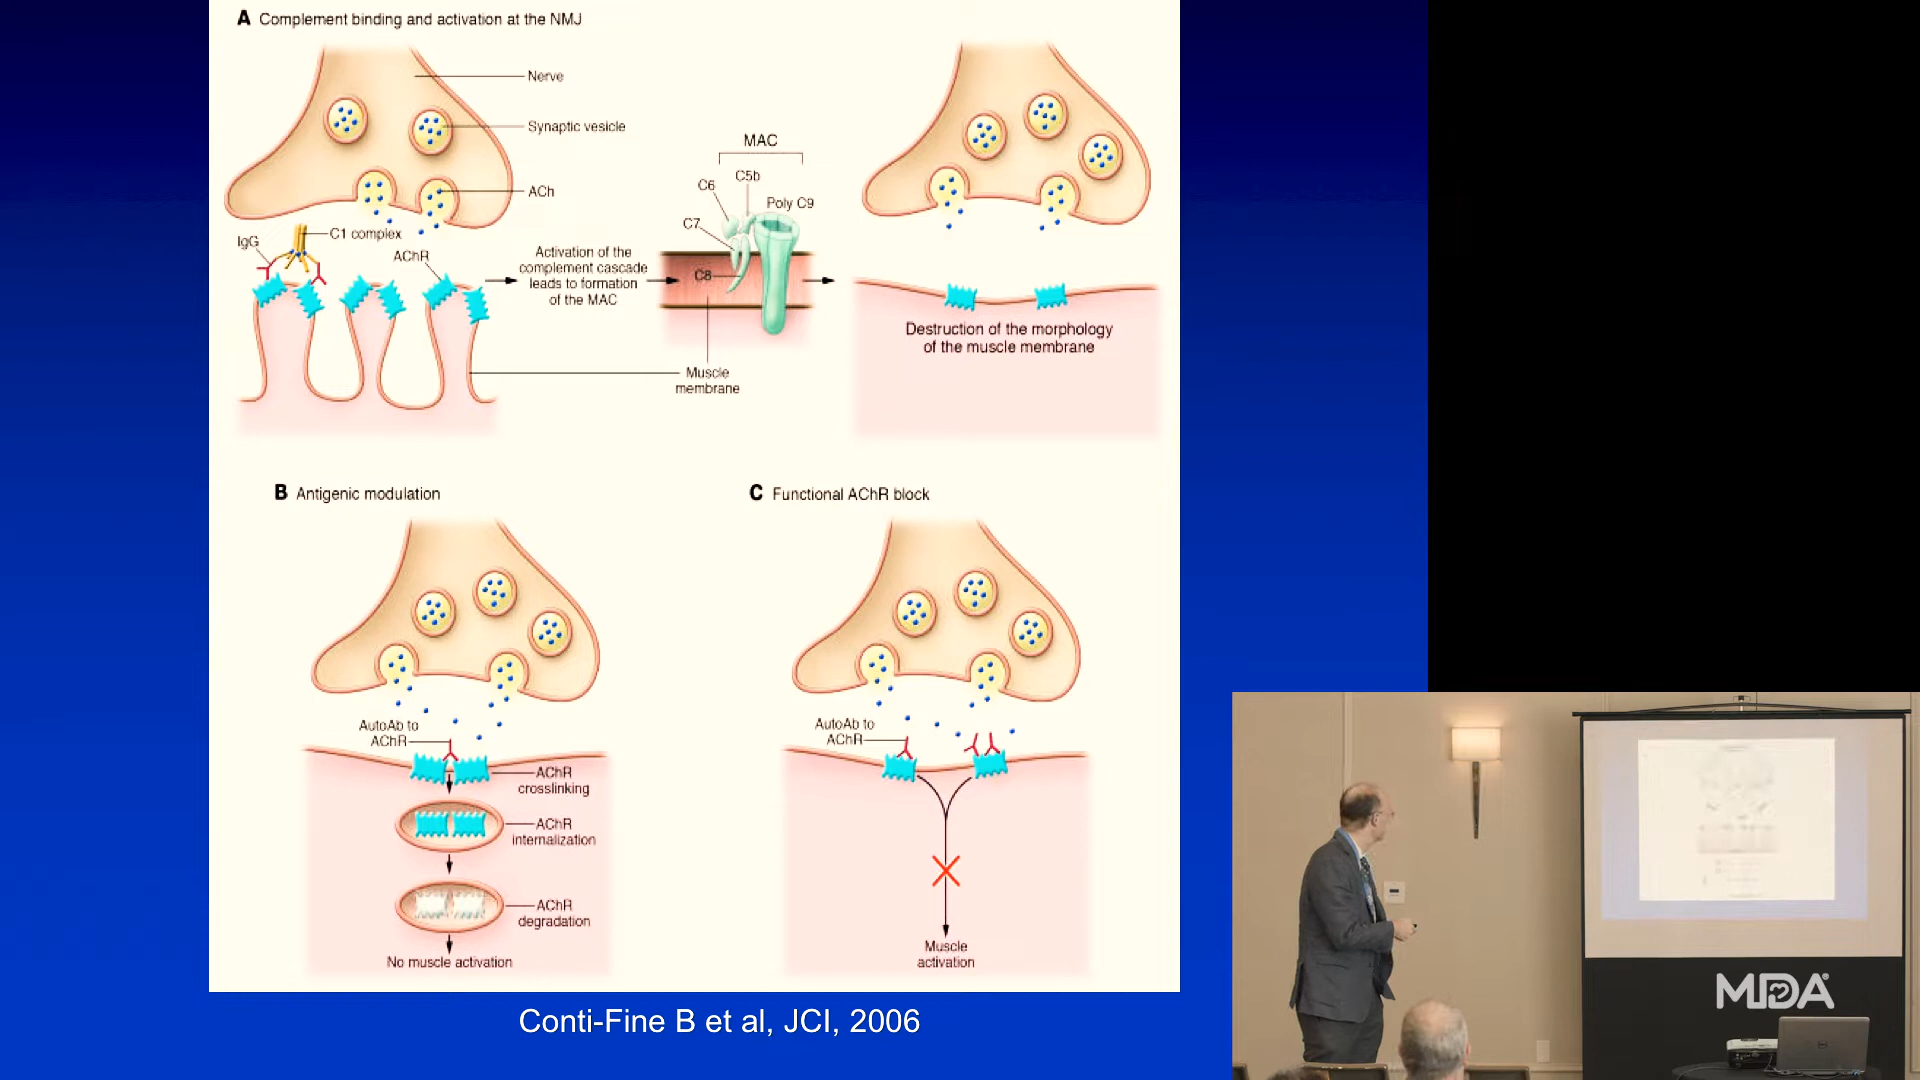 A Complement binding and activation at the NMJ
Nerve
Synaptic vesicle
ACh
IgG
C1 complex
AChR
Activation of the
complement cascade
leads to formation
of the MAC
MAC
C5b
C6
Poly C9
C7
C8
Muscle
membrane
Destruction of the morphology
of the muscle membrane
B Antigenic modulation
AutoAb to
AChR
AChR
crosslinking
AChR
internalization
AChR
degradation
No muscle activation
C Functional AChR block
AutoAb to
AChR
Muscle
activation
Conti-Fine B et al, JCI, 2006
MDA